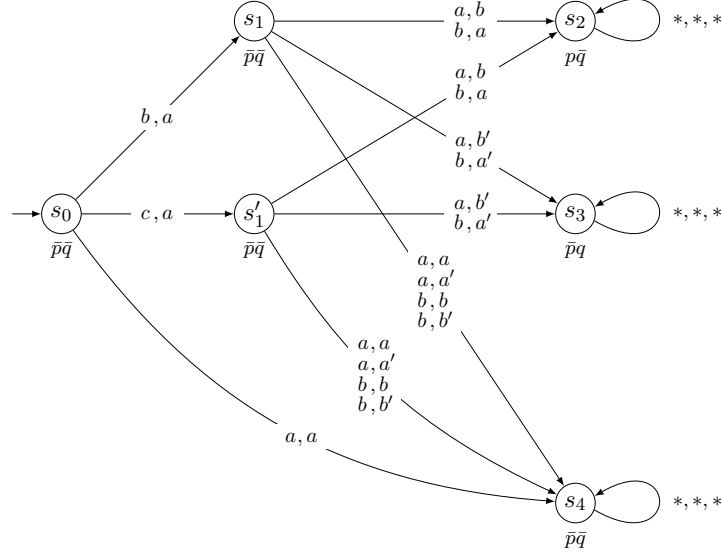 s₁
p̄q̄
a, b
b, a
s₂
pq̄
*, *, *
b, a
a, b
b, a
a, b′
b, a′
s₀
p̄q̄
c, a
s′₁
p̄q̄
a, b′
b, a′
s₃
p̄q
*, *, *
a, a
a, a′
b, b
b, b′
a, a
a, a′
b, b
b, b′
a, a
s₄
p̄q̄
*, *, *